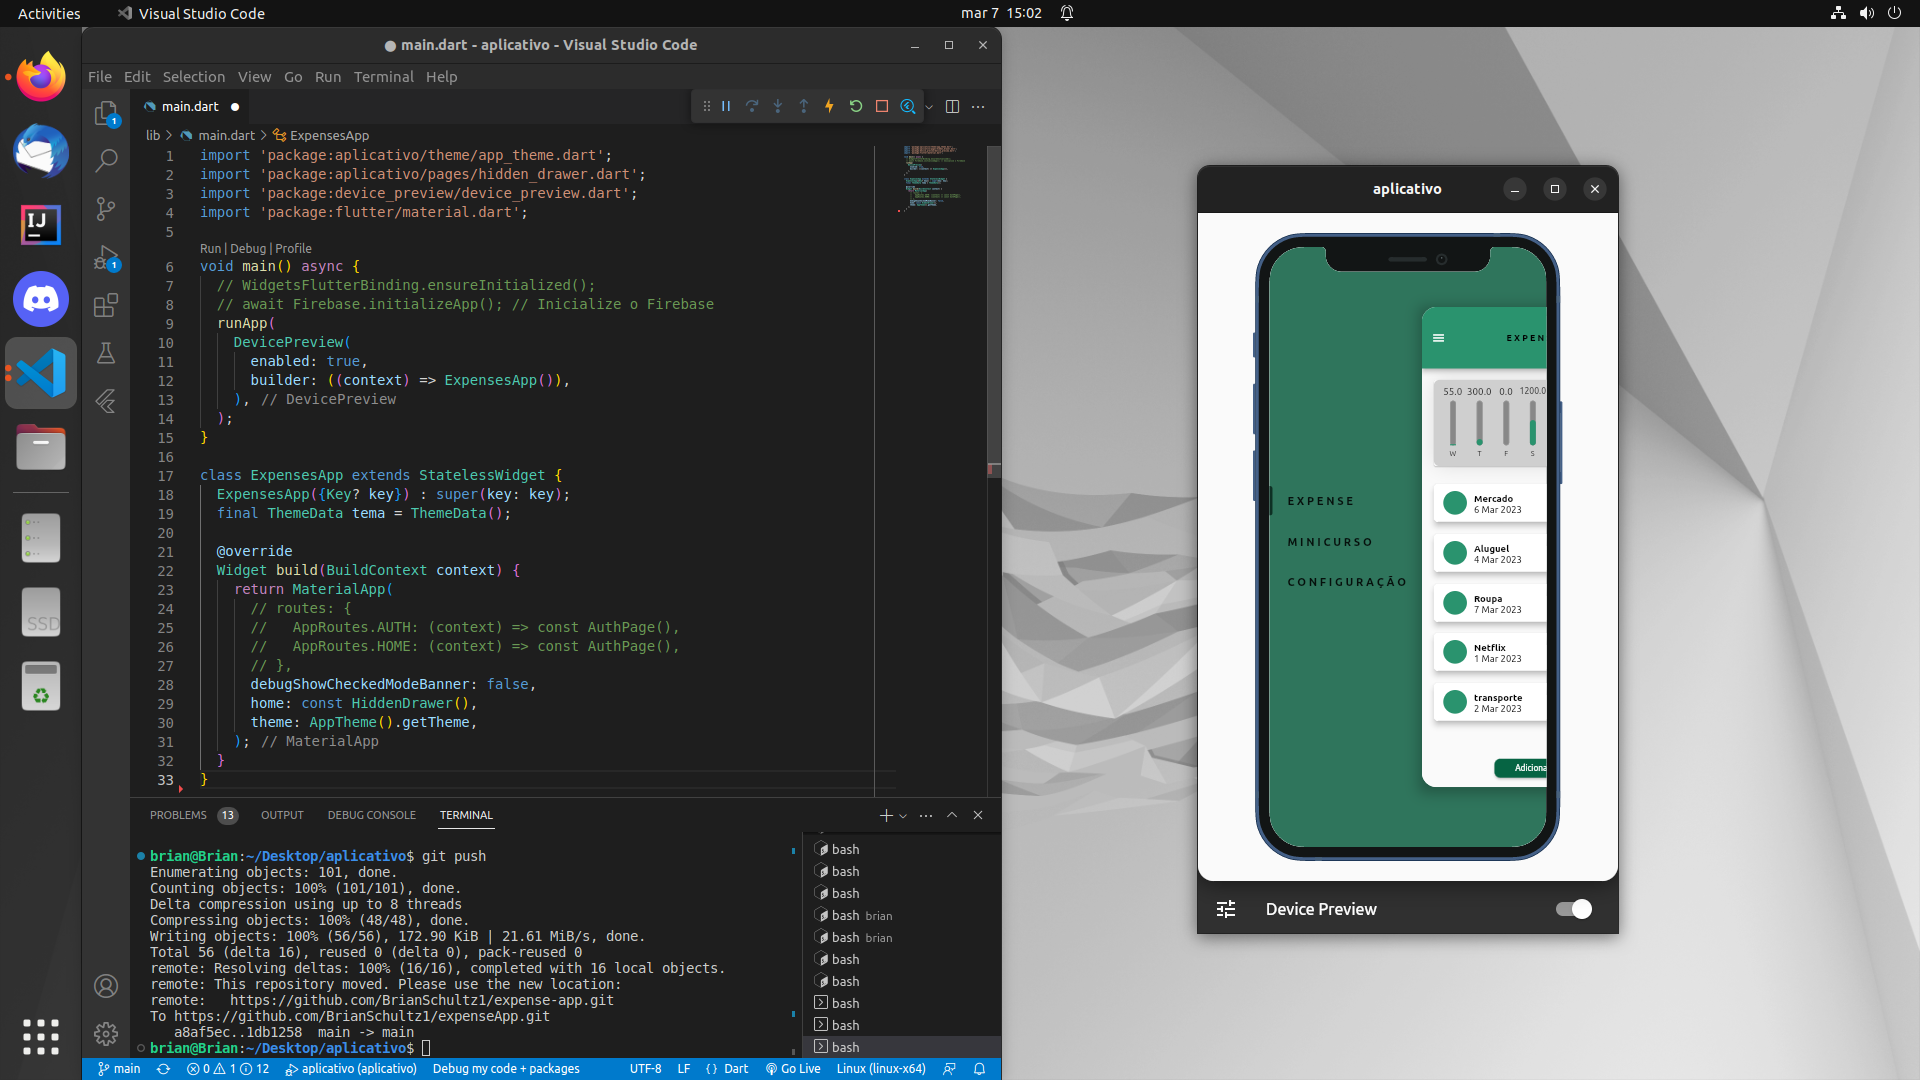 Activities
Visual Studio Code
mar 7 15:02
main.dart - aplicativo - Visual Studio Code
File Edit Selection View Go Run Terminal Help
main.dart
lib > main.dart > ExpensesApp
1 import 'package:aplicativo/theme/app_theme.dart';
2 import 'package:aplicativo/pages/hidden_drawer.dart';
3 import 'package:device_preview/device_preview.dart';
4 import 'package:flutter/material.dart';
5
Run | Debug | Profile
6 void main() async {
7 // WidgetsFlutterBinding.ensureInitialized();
8 // await Firebase.initializeApp(); // Inicialize o Firebase
9 runApp(
10 DevicePreview(
11 enabled: true,
12 builder: ((context) => ExpensesApp()),
13 ), // DevicePreview
14 );
15 }
16
17 class ExpensesApp extends StatelessWidget {
18 ExpensesApp({Key? key}) : super(key: key);
19 final ThemeData tema = ThemeData();
20
21 @override
22 Widget build(BuildContext context) {
23 return MaterialApp(
24 // routes: {
25 //   AppRoutes.AUTH: (context) => const AuthPage(),
26 //   AppRoutes.HOME: (context) => const AuthPage(),
27 // },
28 debugShowCheckedModeBanner: false,
29 home: const HiddenDrawer(),
30 theme: AppTheme().getTheme,
31 ); // MaterialApp
32 }
33 }
1
1
SSD
PROBLEMS 13 OUTPUT DEBUG CONSOLE TERMINAL
brian@Brian:~/Desktop/aplicativo$ git push
Enumerating objects: 101, done.
Counting objects: 100% (101/101), done.
Delta compression using up to 8 threads
Compressing objects: 100% (48/48), done.
Writing objects: 100% (56/56), 172.90 KiB | 21.61 MiB/s, done.
Total 56 (delta 16), reused 0 (delta 0), pack-reused 0
remote: Resolving deltas: 100% (16/16), completed with 16 local objects.
remote: This repository moved. Please use the new location:
remote:   https://github.com/BrianSchultz1/expense-app.git
To https://github.com/BrianSchultz1/expenseApp.git
a8af5ec..1db1258  main -> main
brian@Brian:~/Desktop/aplicativo$
bash
bash
bash
bash brian
bash brian
bash
bash
bash
bash
bash
main 0 1 12 aplicativo (aplicativo) Debug my code + packages UTF-8 LF {} Dart Go Live Linux (linux-x64)
aplicativo
EXPENSE
MINICURSO
CONFIGURAÇÃO
EXPEN
55.0 300.0 0.0 1200.0
W T F S
Mercado
6 Mar 2023
Aluguel
4 Mar 2023
Roupa
7 Mar 2023
Netflix
1 Mar 2023
transporte
2 Mar 2023
Adiciona
Device Preview